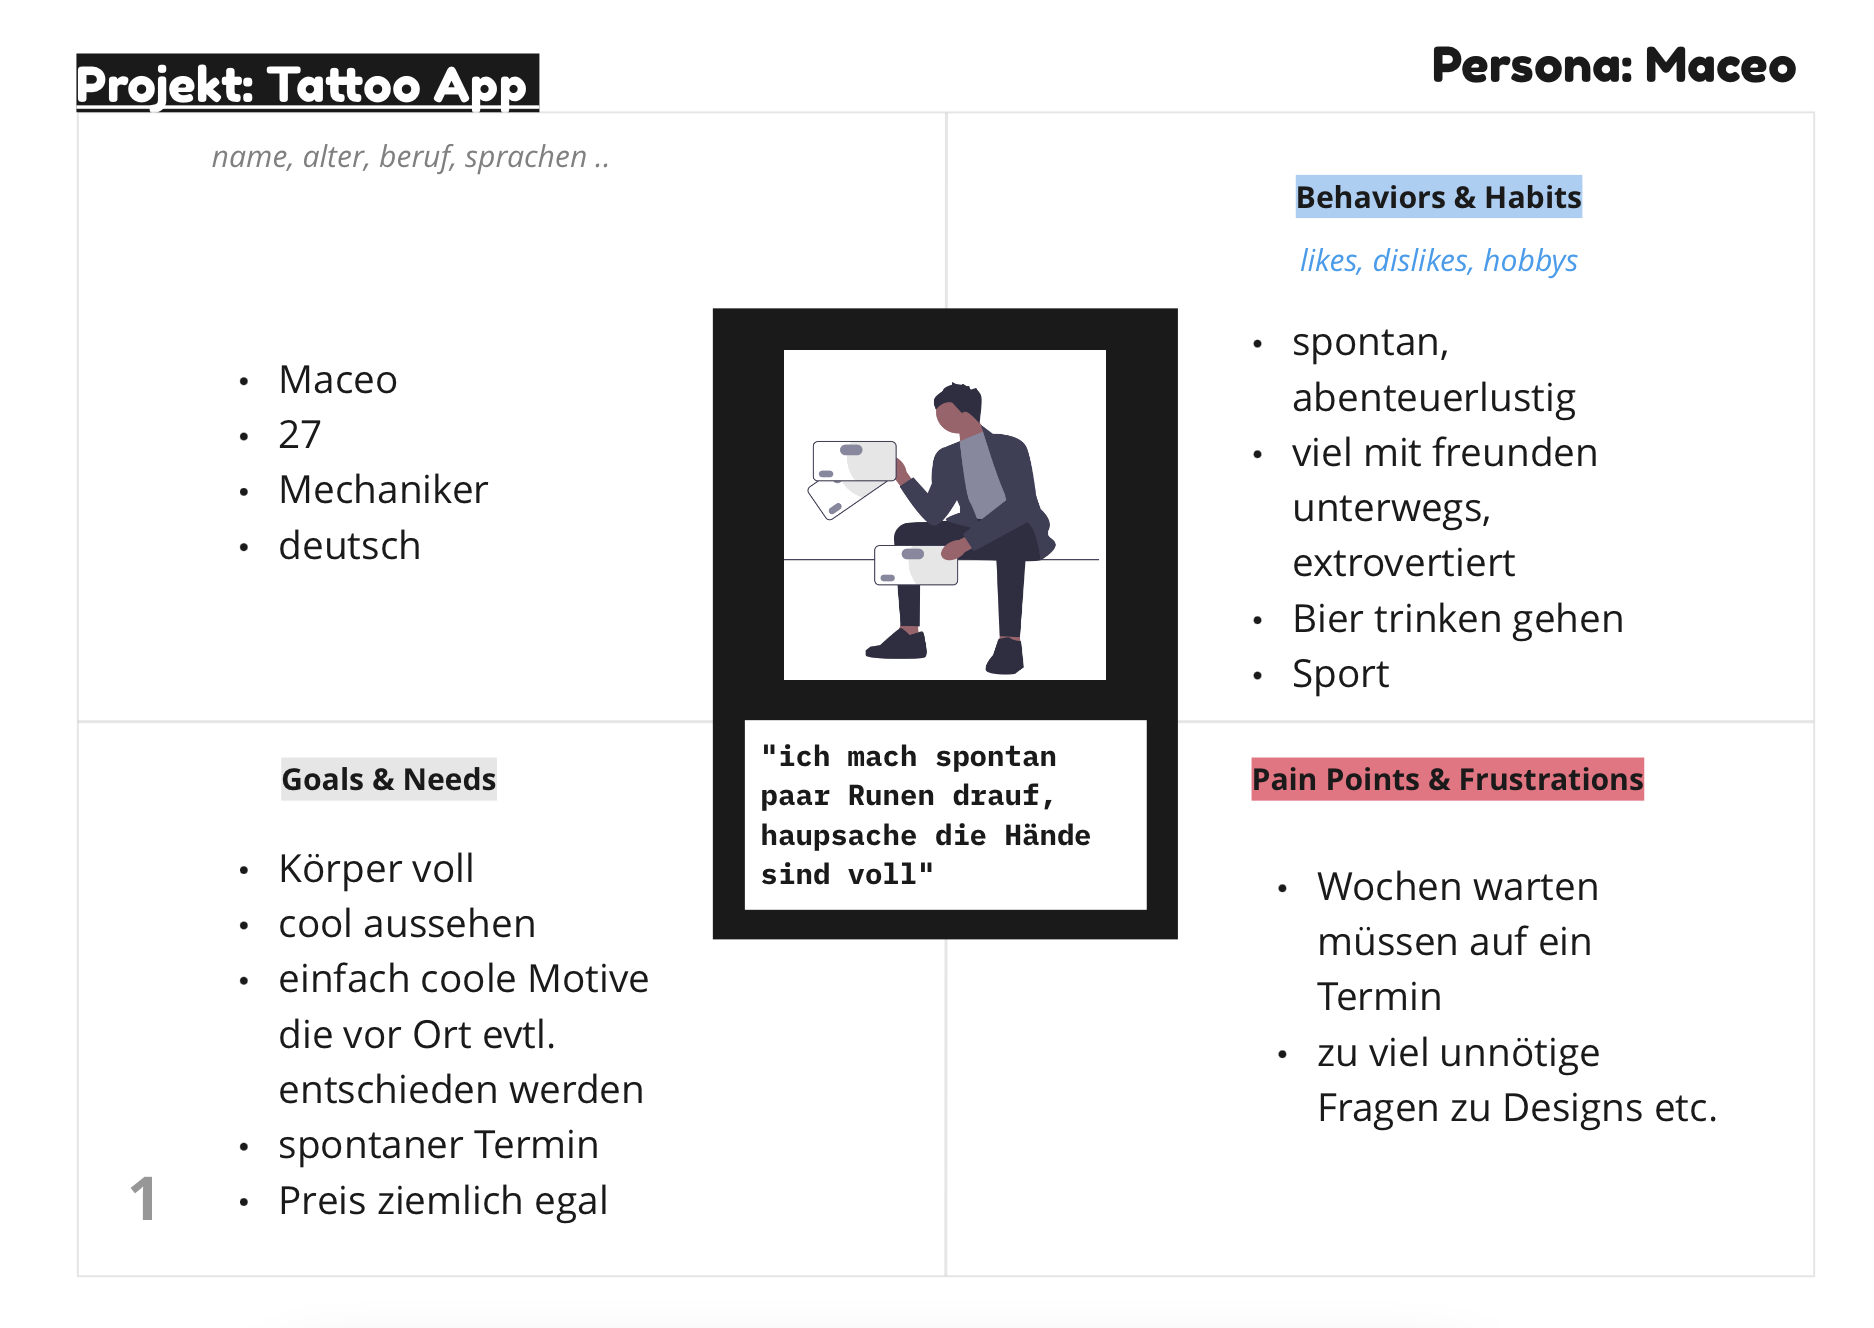 Projekt: Tattoo App
Persona: Maceo
name, alter, beruf, sprachen ..
• Maceo
• 27
• Mechaniker
• deutsch
Behaviors & Habits
likes, dislikes, hobbys
• spontan,
abenteuerlustig
• viel mit freunden
unterwegs,
extrovertiert
• Bier trinken gehen
• Sport
"ich mach spontan
paar Runen drauf,
haupsache die Hände
sind voll"
Goals & Needs
• Körper voll
• cool aussehen
• einfach coole Motive
die vor Ort evtl.
entschieden werden
• spontaner Termin
• Preis ziemlich egal
1
Pain Points & Frustrations
• Wochen warten
müssen auf ein
Termin
• zu viel unnötige
Fragen zu Designs etc.